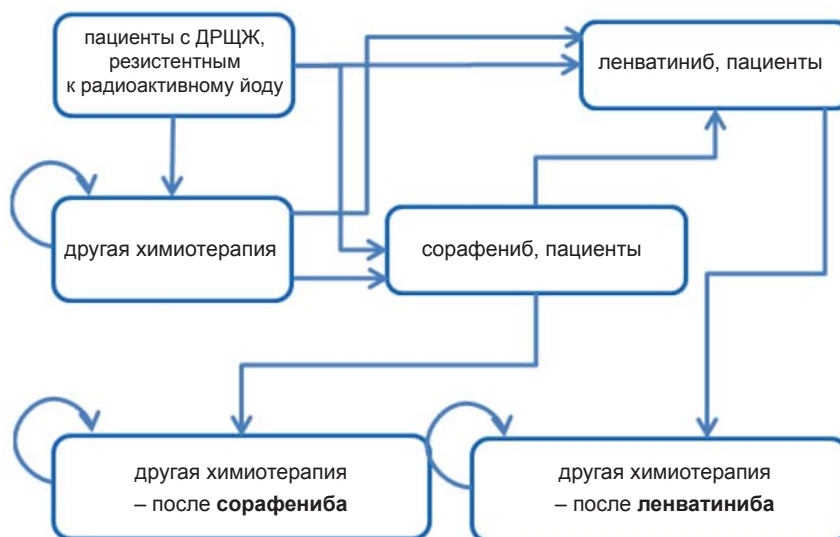 пациенты с ДРЩЖ,
резистентным
к радиоактивному йоду
ленватиниб, пациенты
другая химиотерапия
сорафениб, пациенты
другая химиотерапия
– после сорафениба
другая химиотерапия
– после ленватиниба